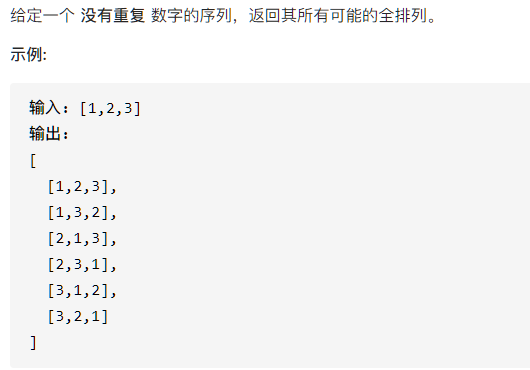 给定一个 没有重复 数字的序列，返回其所有可能的全排列。
示例:
输入: [1,2,3]
输出:
[
  [1,2,3],
  [1,3,2],
  [2,1,3],
  [2,3,1],
  [3,1,2],
  [3,2,1]
]